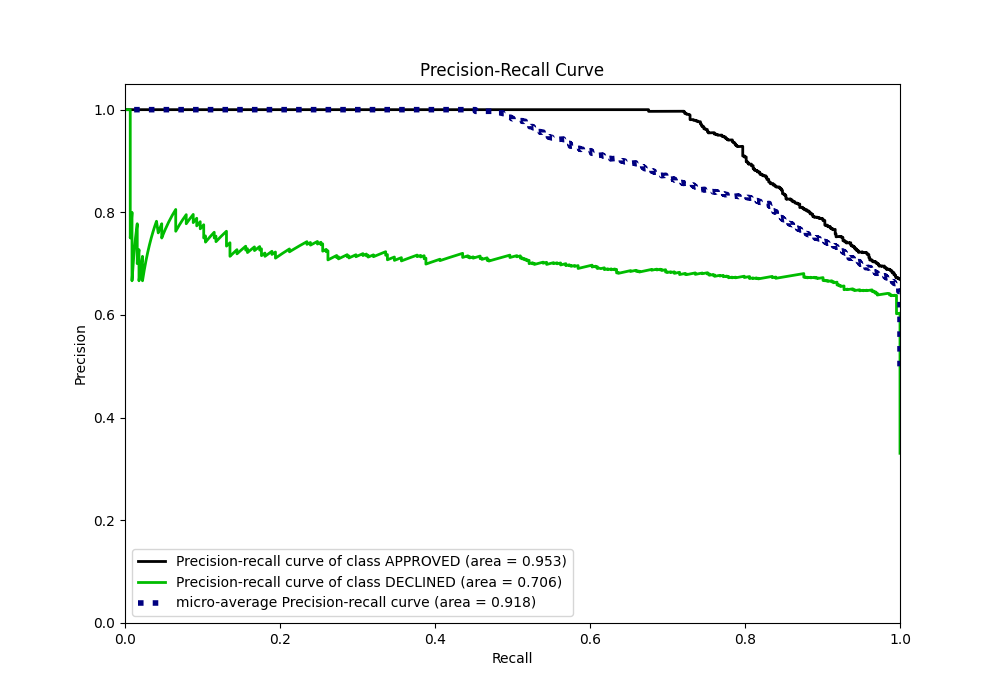 Precision-Recall Curve
1.0
0.8
0.6
0.4
0.2
0.0
Precision
Precision-recall curve of class APPROVED (area = 0.953)
Precision-recall curve of class DECLINED (area = 0.706)
micro-average Precision-recall curve (area = 0.918)
0.0 0.2 0.4 0.6 0.8 1.0
Recall